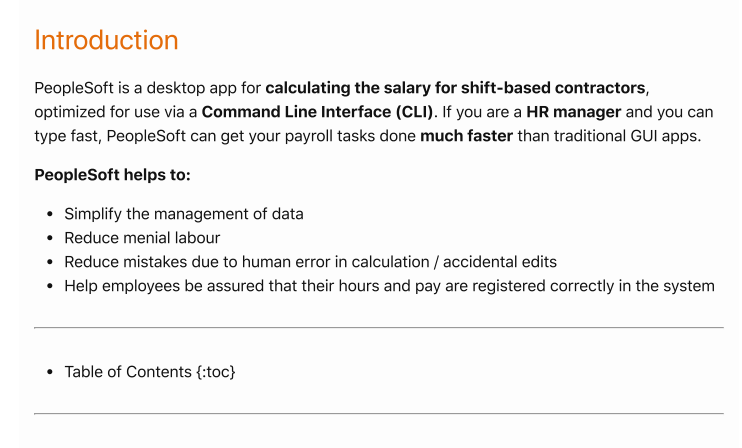 Introduction
PeopleSoft is a desktop app for calculating the salary for shift-based contractors,
optimized for use via a Command Line Interface (CLI). If you are a HR manager and you can
type fast, PeopleSoft can get your payroll tasks done much faster than traditional GUI apps.
PeopleSoft helps to:
• Simplify the management of data
• Reduce menial labour
• Reduce mistakes due to human error in calculation / accidental edits
• Help employees be assured that their hours and pay are registered correctly in the system
• Table of Contents {:toc}